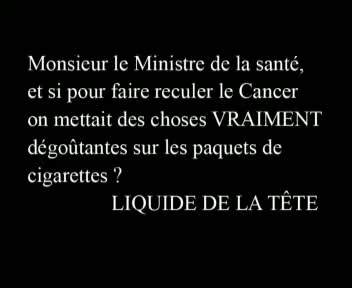 Monsieur le Ministre de la santé,
et si pour faire reculer le Cancer
on mettait des choses VRAIMENT
dégoûtantes sur les paquets de
cigarettes ?
LIQUIDE DE LA TÊTE